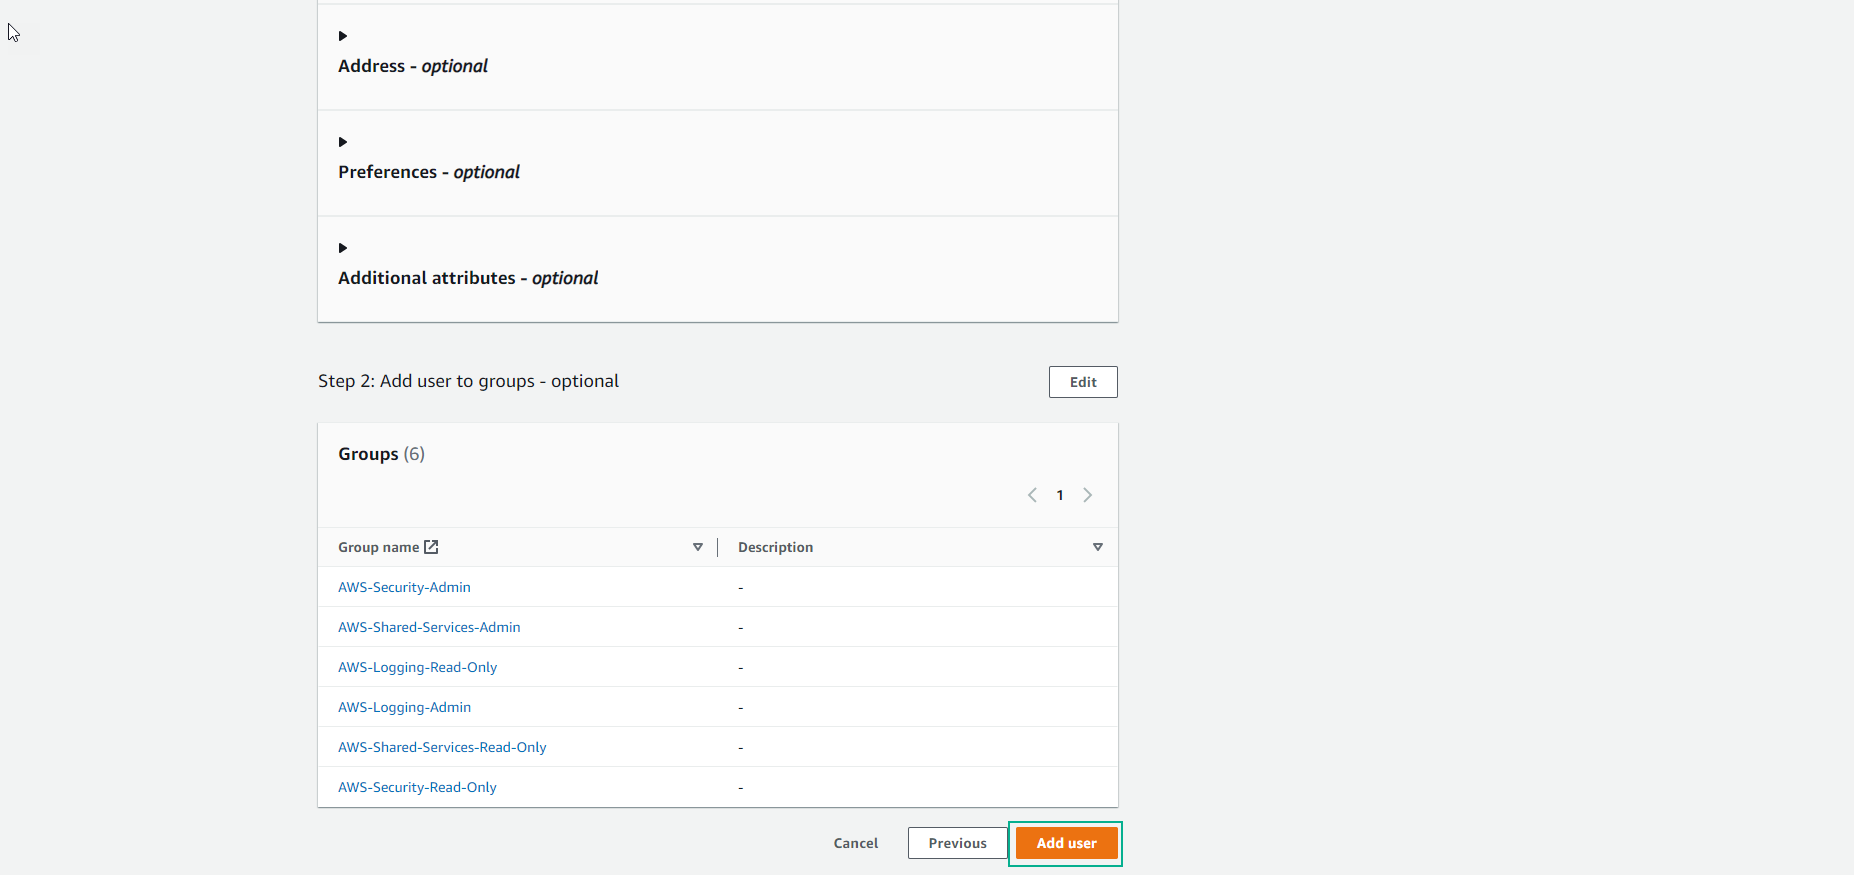 Address - optional
Preferences - optional
Additional attributes - optional
Step 2: Add user to groups - optional
Edit
Groups (6)
1
Group name
Description
AWS-Security-Admin
-
AWS-Shared-Services-Admin
-
AWS-Logging-Read-Only
-
AWS-Logging-Admin
-
AWS-Shared-Services-Read-Only
-
AWS-Security-Read-Only
-
Cancel
Previous
Add user